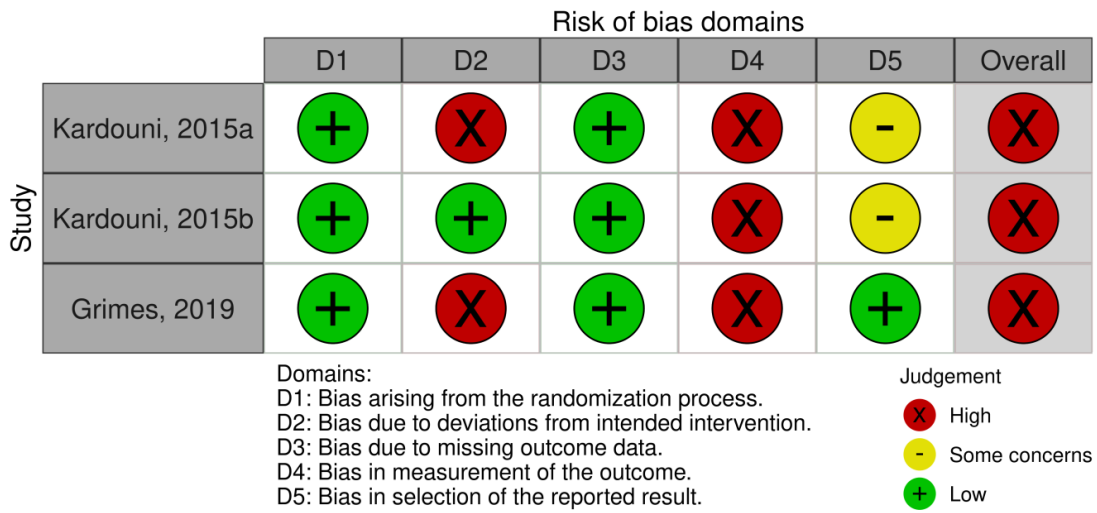 Risk of bias domains
D1 D2 D3 D4 D5 Overall
Study
Kardouni, 2015a + X + X - X
Kardouni, 2015b + + + X - X
Grimes, 2019 + X + X + X
Domains:
D1: Bias arising from the randomization process.
D2: Bias due to deviations from intended intervention.
D3: Bias due to missing outcome data.
D4: Bias in measurement of the outcome.
D5: Bias in selection of the reported result.
Judgement
X High
- Some concerns
+ Low